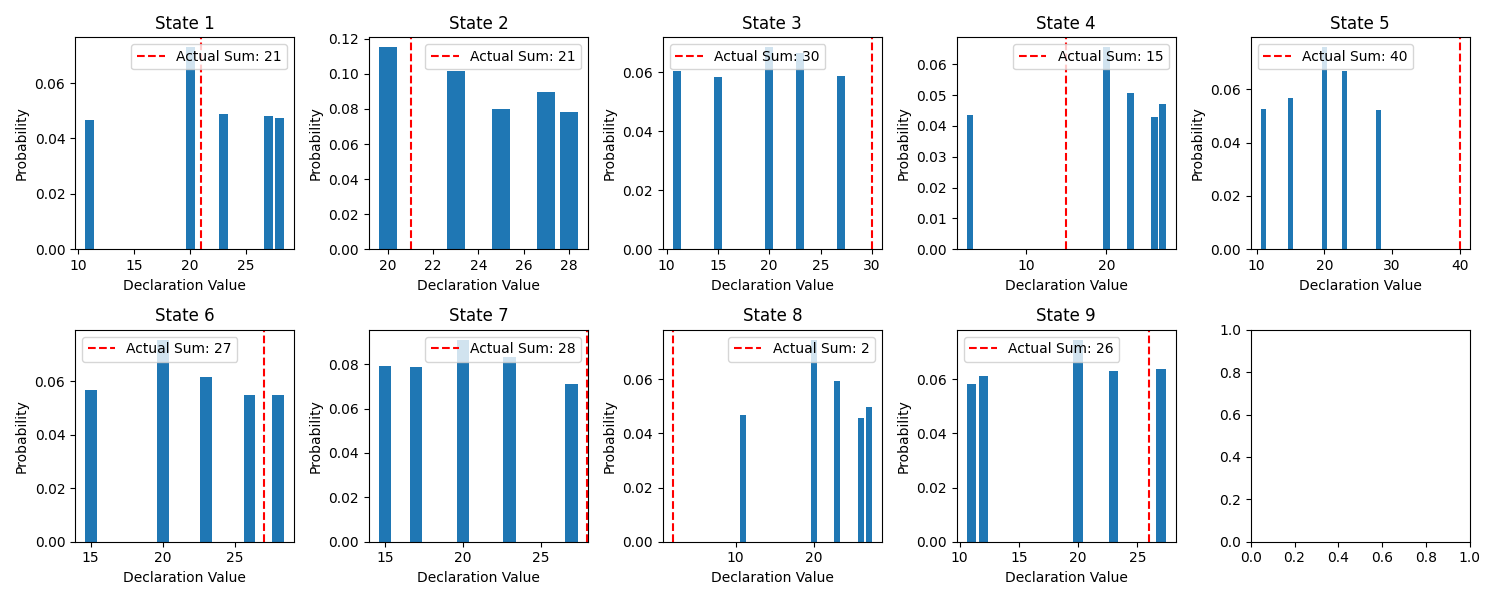 State 1
Actual Sum: 21
Probability
0.06
0.04
0.02
0.00
10 15 20 25
Declaration Value
State 2
Actual Sum: 21
Probability
0.12
0.10
0.08
0.06
0.04
0.02
0.00
20 22 24 26 28
Declaration Value
State 3
Actual Sum: 30
Probability
0.06
0.04
0.02
0.00
10 15 20 25 30
Declaration Value
State 4
Actual Sum: 15
Probability
0.06
0.05
0.04
0.03
0.02
0.01
0.00
10 20
Declaration Value
State 5
Actual Sum: 40
Probability
0.06
0.04
0.02
0.00
10 20 30 40
Declaration Value
State 6
Actual Sum: 27
Probability
0.06
0.04
0.02
0.00
15 20 25
Declaration Value
State 7
Actual Sum: 28
Probability
0.08
0.06
0.04
0.02
0.00
15 20 25
Declaration Value
State 8
Actual Sum: 2
Probability
0.06
0.04
0.02
0.00
10 20
Declaration Value
State 9
Actual Sum: 26
Probability
0.06
0.04
0.02
0.00
10 15 20 25
Declaration Value
1.0
0.8
0.6
0.4
0.2
0.0
0.0 0.2 0.4 0.6 0.8 1.0